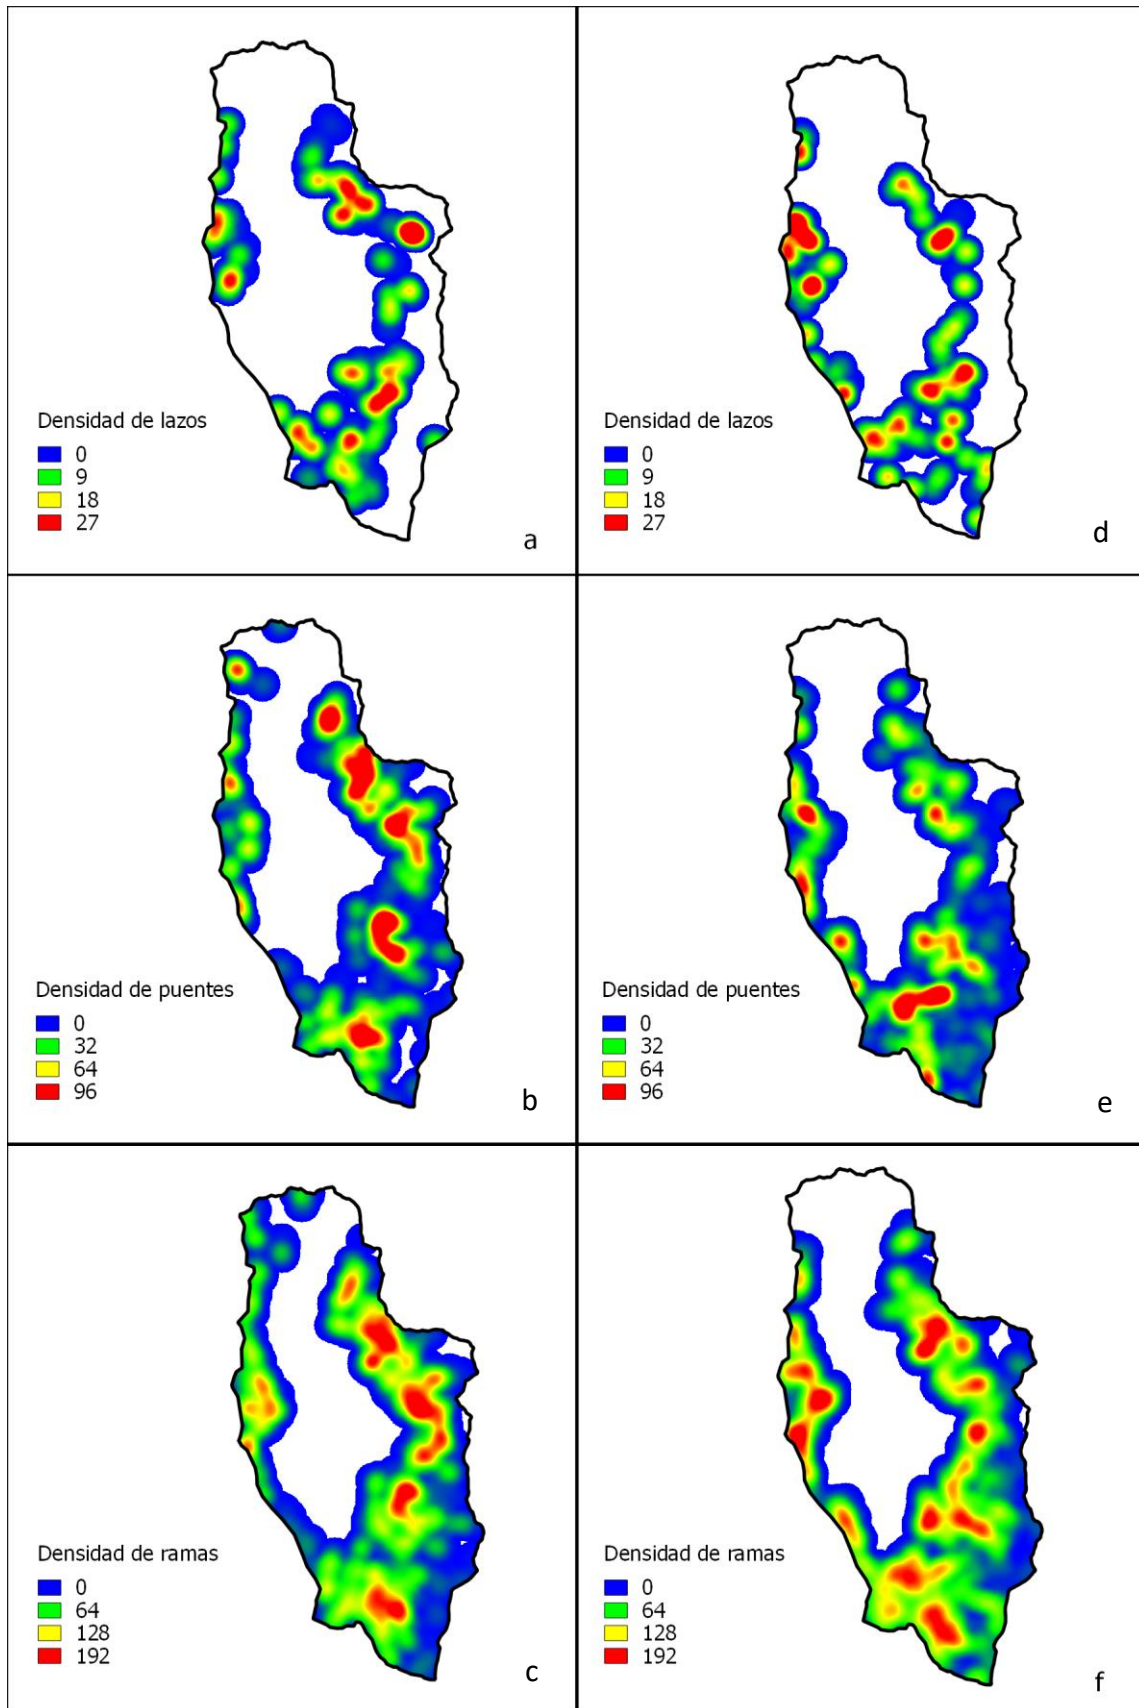 Densidad de lazos
0
9
18
27
a
Densidad de lazos
0
9
18
27
d
Densidad de puentes
0
32
64
96
b
Densidad de puentes
0
32
64
96
e
Densidad de ramas
0
64
128
192
c
Densidad de ramas
0
64
128
192
f